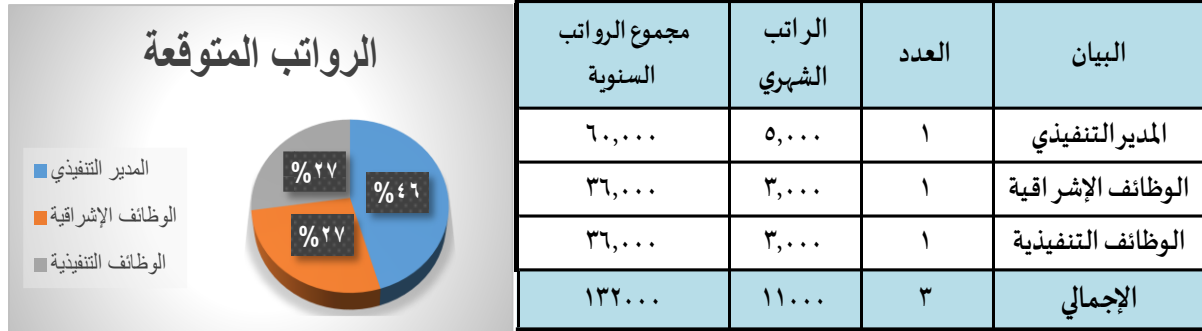 البيان العدد الراتب الشهري مجموع الرواتب السنوية
المدير التنفيذي ١ ٥,٠٠٠ ٦٠,٠٠٠
الوظائف الإشراقية ١ ٣,٠٠٠ ٣٦,٠٠٠
الوظائف التنفيذية ١ ٣,٠٠٠ ٣٦,٠٠٠
الإجمالي ٣ ١١٠٠٠ ١٣٢٠٠٠
الرواتب المتوقعة
%٤٦
%٢٧
%٢٧
المدير التنفيذي
الوظائف الإشراقية
الوظائف التنفيذية